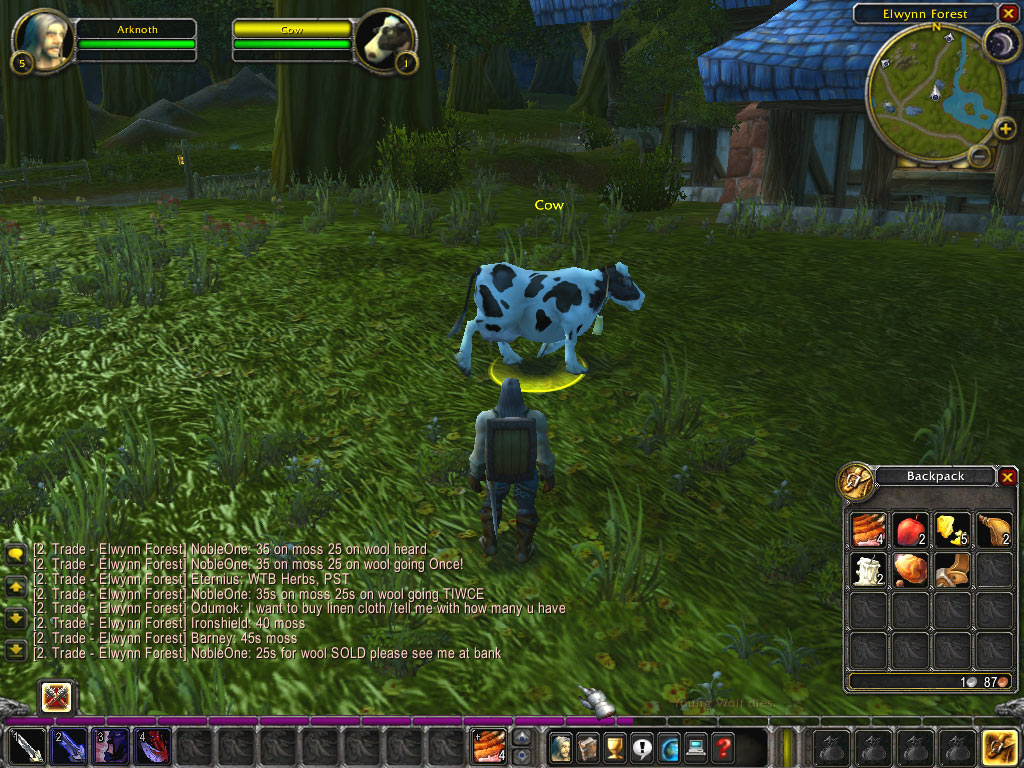 Arknoth
Cow
5
1
Elwynn Forest
N
Cow
Backpack
4
2
5
2
2
[2. Trade - Elwynn Forest] NobleOne: 35 on moss 25 on wool heard
[2. Trade - Elwynn Forest] NobleOne: 35 on moss 25 on wool going Once!
[2. Trade - Elwynn Forest] Eternius: WTB Herbs, PST
[2. Trade - Elwynn Forest] NobleOne: 35s on moss 25s on wool going TIWCE
[2. Trade - Elwynn Forest] Odumok: I want to buy linen cloth /tell me with how many u have
[2. Trade - Elwynn Forest] Ironshield: 40 moss
[2. Trade - Elwynn Forest] Barney: 45s moss
[2. Trade - Elwynn Forest] NobleOne: 25s for wool SOLD please see me at bank
1 87
Young Wolf dies.
1 2 3 4 + 4 ! ?